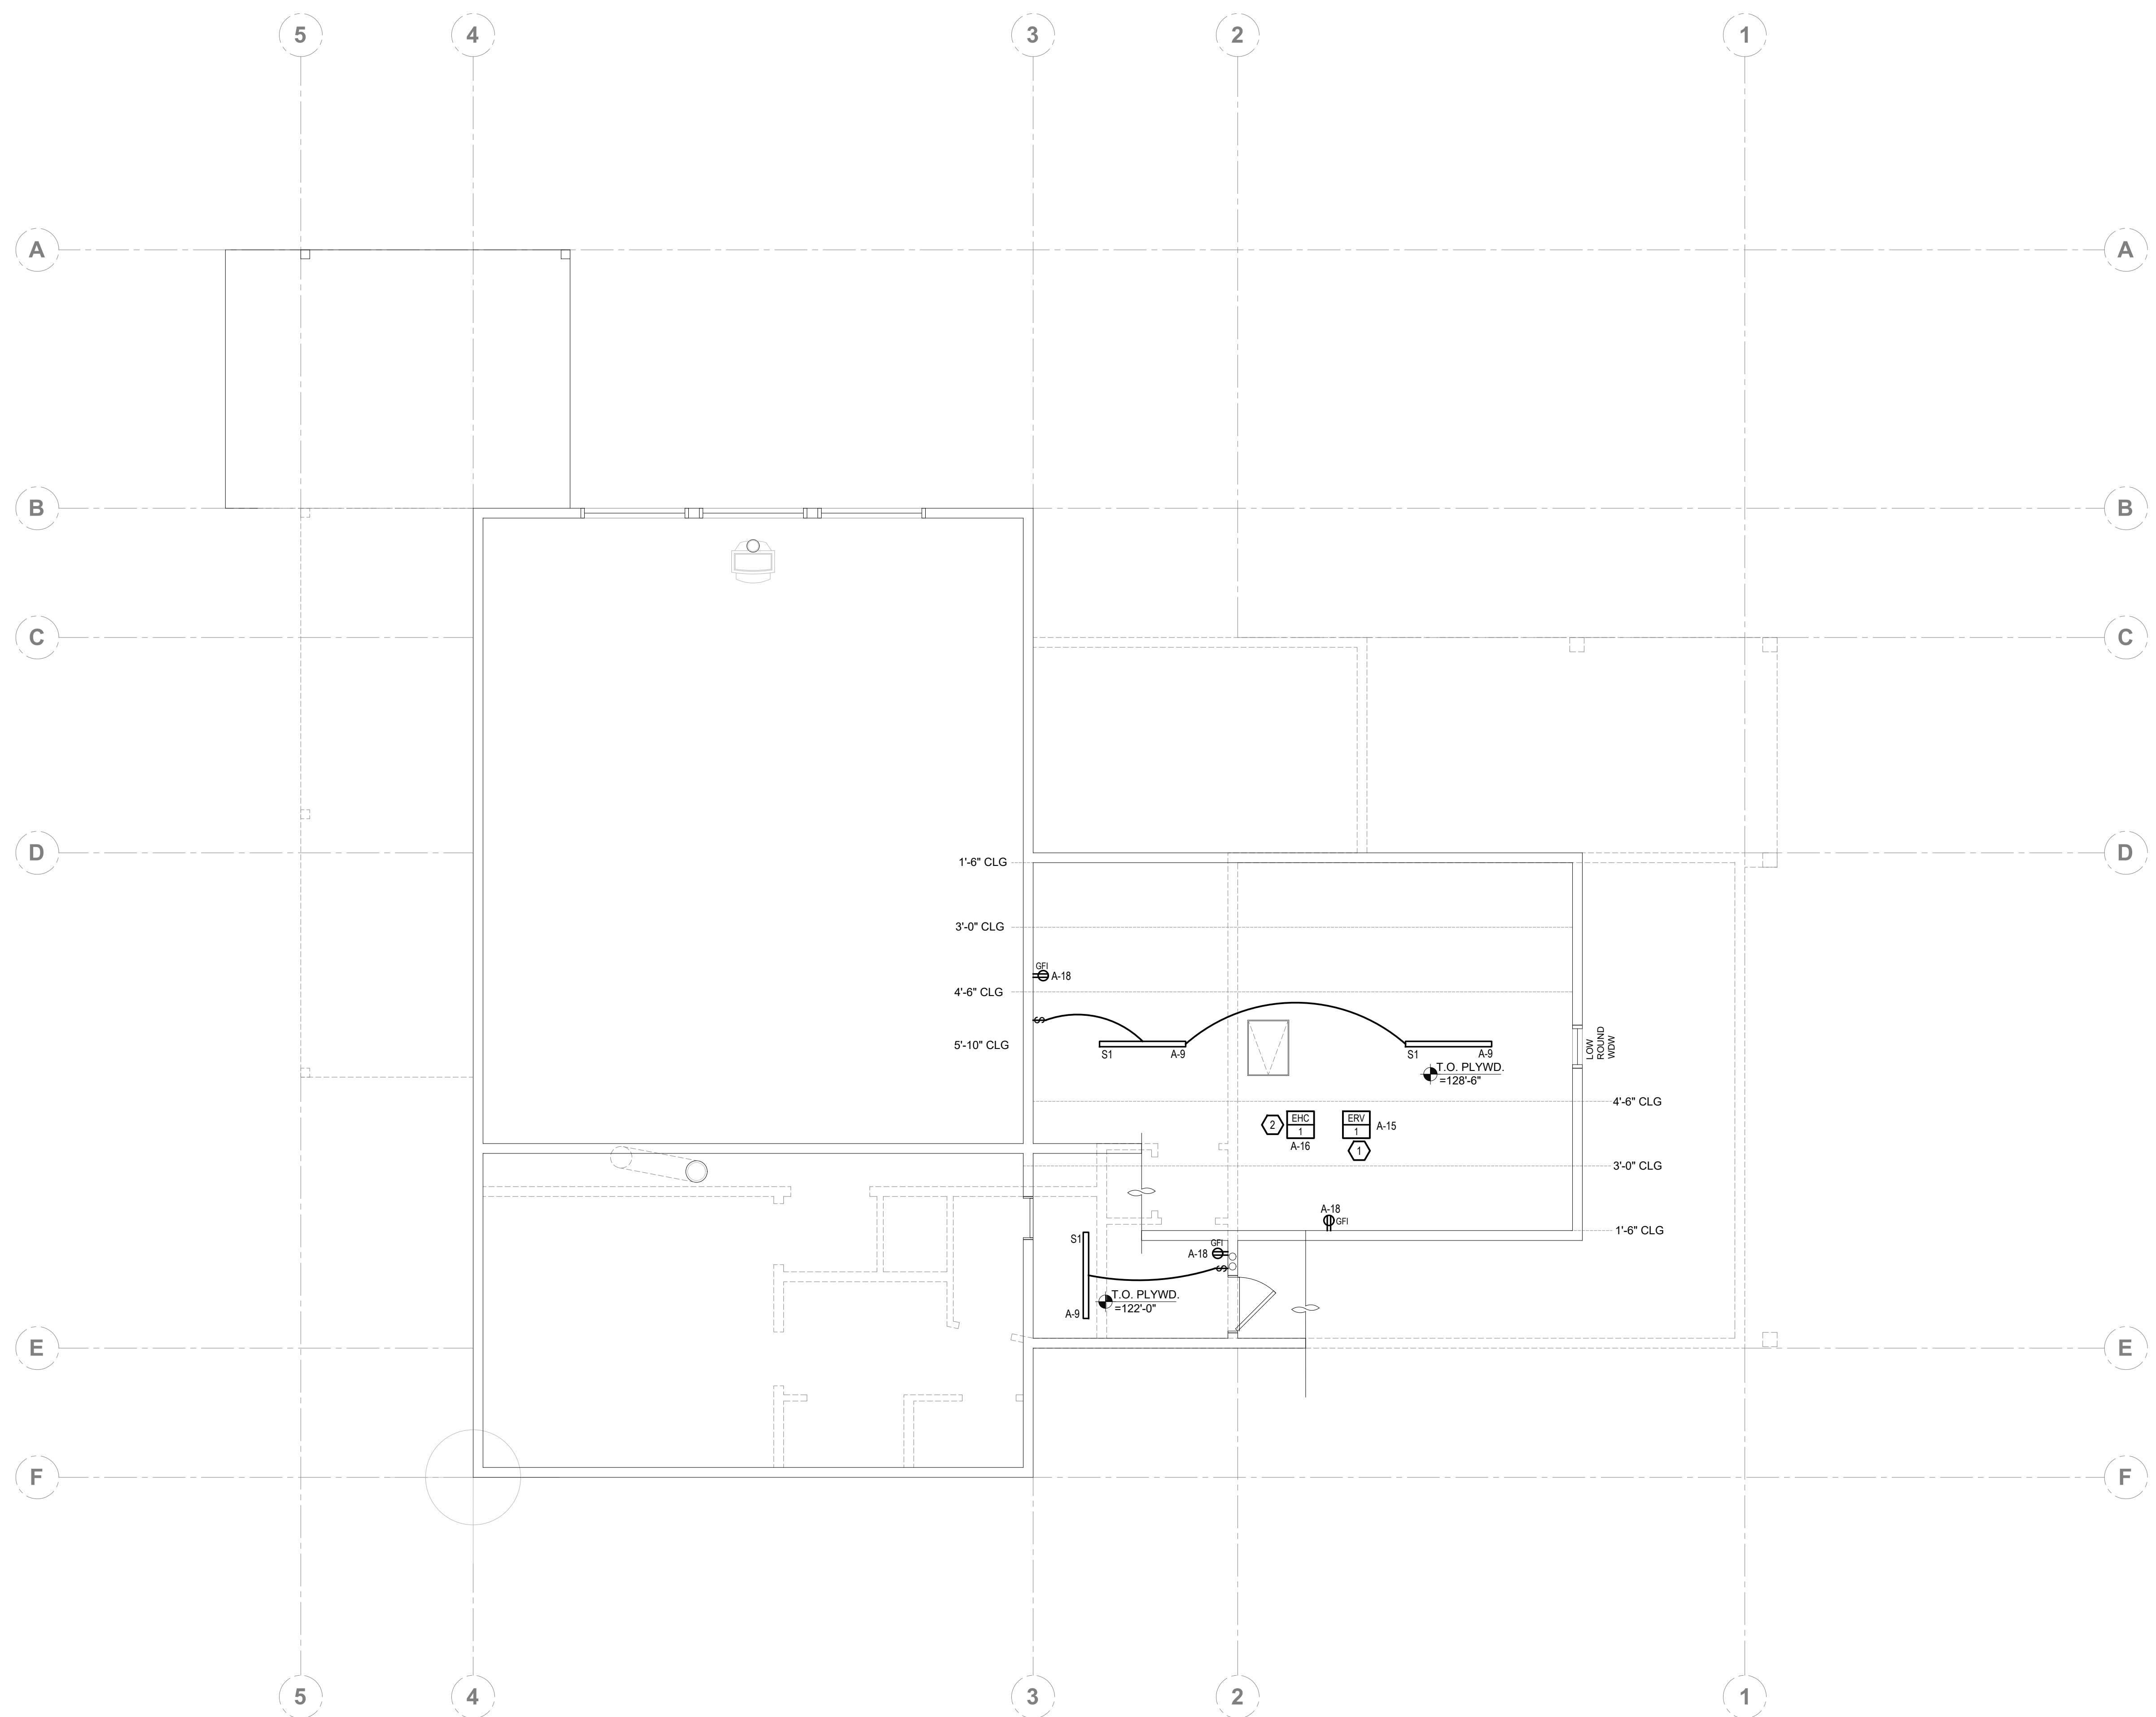 5 4 3 2 1
A A
B B
C C
D D
1'-6" CLG
3'-0" CLG
GFI
A-18
4'-6" CLG
S
5'-10" CLG
S1 A-9
S1 A-9
LOW
ROUND
WDW
T.O. PLYWD.
=128'-6"
4'-6" CLG
2
EHC
1
A-16
ERV
1
A-15
1
3'-0" CLG
A-18
GFI
1'-6" CLG
S1
GFI
A-18
S
T.O. PLYWD.
=122'-0"
A-9
E E
F F
5 4 3 2 1